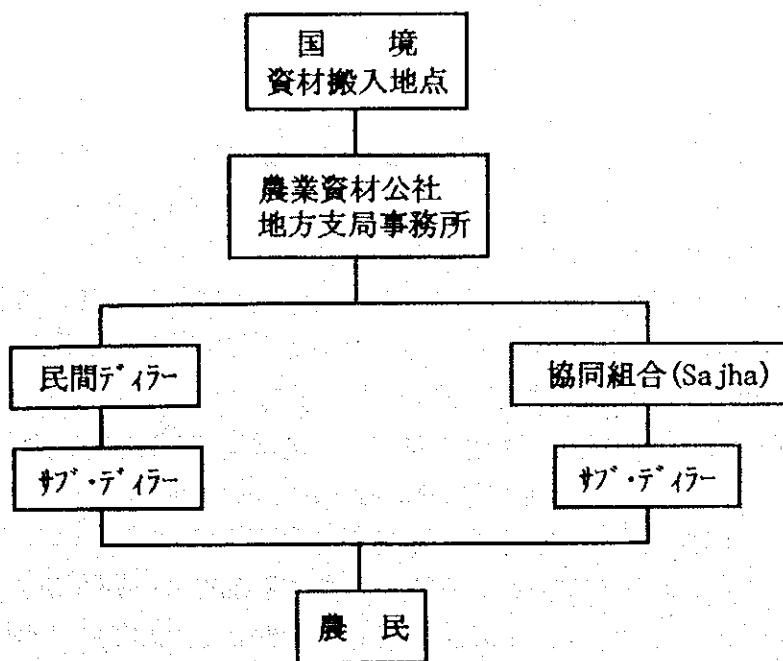 国　境
資材搬入地点
農業資材公社
地方支局事務所
民間ディラー
協同組合(Sajha)
サブ・ディラー
サブ・ディラー
農　民